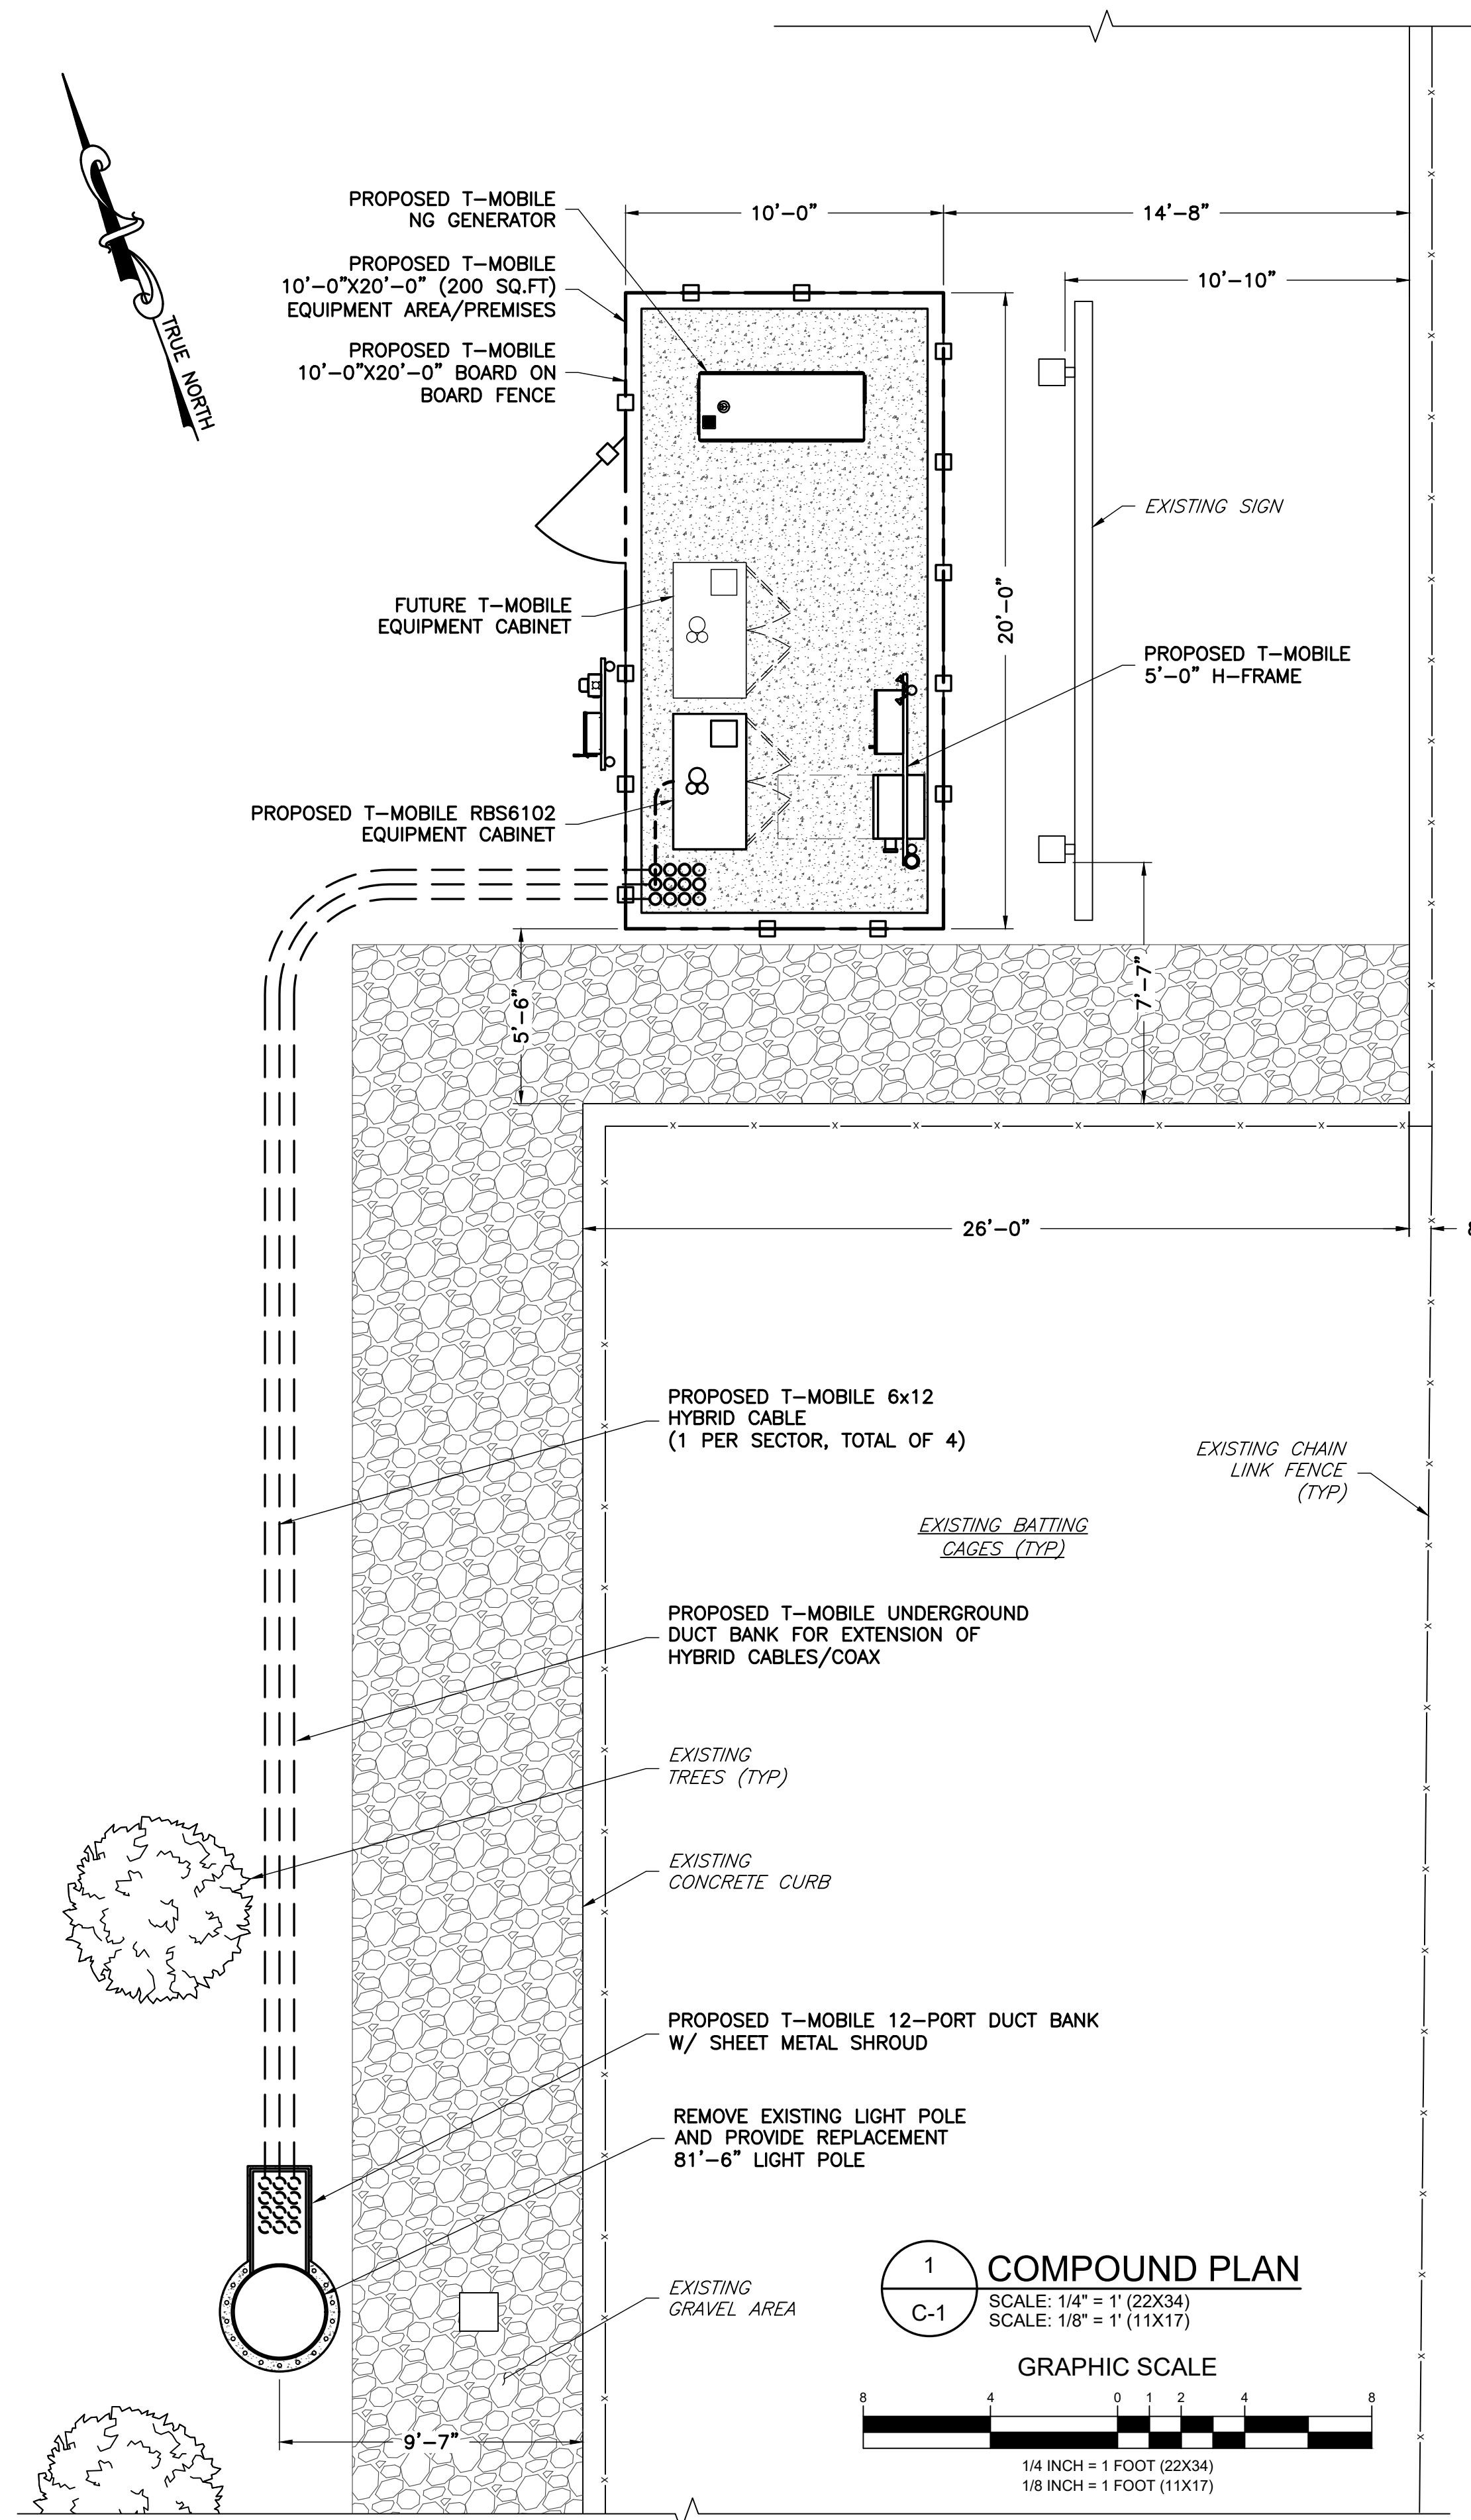 TRUE NORTH
PROPOSED T-MOBILE
NG GENERATOR
PROPOSED T-MOBILE
10'-0"X20'-0" (200 SQ.FT)
EQUIPMENT AREA/PREMISES
PROPOSED T-MOBILE
10'-0"X20'-0" BOARD ON
BOARD FENCE
10'-0"
14'-8"
10'-10"
EXISTING SIGN
20'-0"
FUTURE T-MOBILE
EQUIPMENT CABINET
PROPOSED T-MOBILE
5'-0" H-FRAME
PROPOSED T-MOBILE RBS6102
EQUIPMENT CABINET
5'-6"
7'-7"
26'-0"
PROPOSED T-MOBILE 6x12
HYBRID CABLE
(1 PER SECTOR, TOTAL OF 4)
EXISTING CHAIN
LINK FENCE
(TYP)
EXISTING BATTING
CAGES (TYP)
PROPOSED T-MOBILE UNDERGROUND
DUCT BANK FOR EXTENSION OF
HYBRID CABLES/COAX
EXISTING
TREES (TYP)
EXISTING
CONCRETE CURB
PROPOSED T-MOBILE 12-PORT DUCT BANK
W/ SHEET METAL SHROUD
REMOVE EXISTING LIGHT POLE
AND PROVIDE REPLACEMENT
81'-6" LIGHT POLE
EXISTING
GRAVEL AREA
9'-7"
1
C-1
COMPOUND PLAN
SCALE: 1/4" = 1' (22X34)
SCALE: 1/8" = 1' (11X17)
GRAPHIC SCALE
8 4 0 1 2 4 8
1/4 INCH = 1 FOOT (22X34)
1/8 INCH = 1 FOOT (11X17)